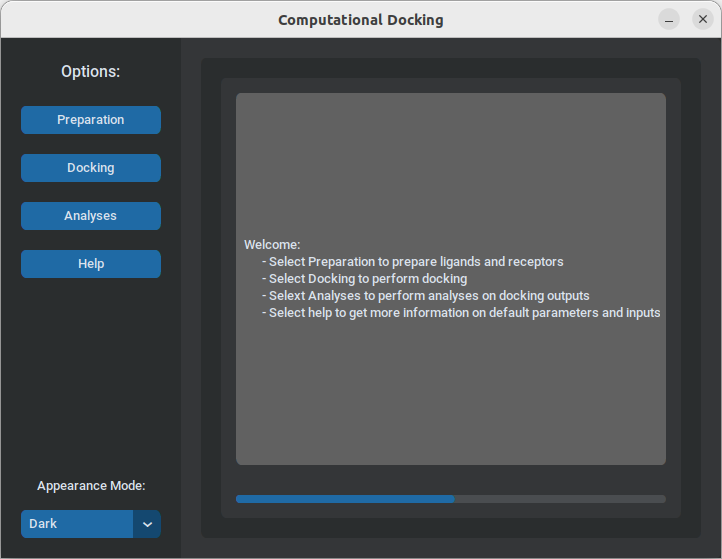 Computational Docking
Options:
Preparation
Docking
Analyses
Help
Appearance Mode:
Dark
Welcome:
- Select Preparation to prepare ligands and receptors
- Select Docking to perform docking
- Selext Analyses to perform analyses on docking outputs
- Select help to get more information on default parameters and inputs